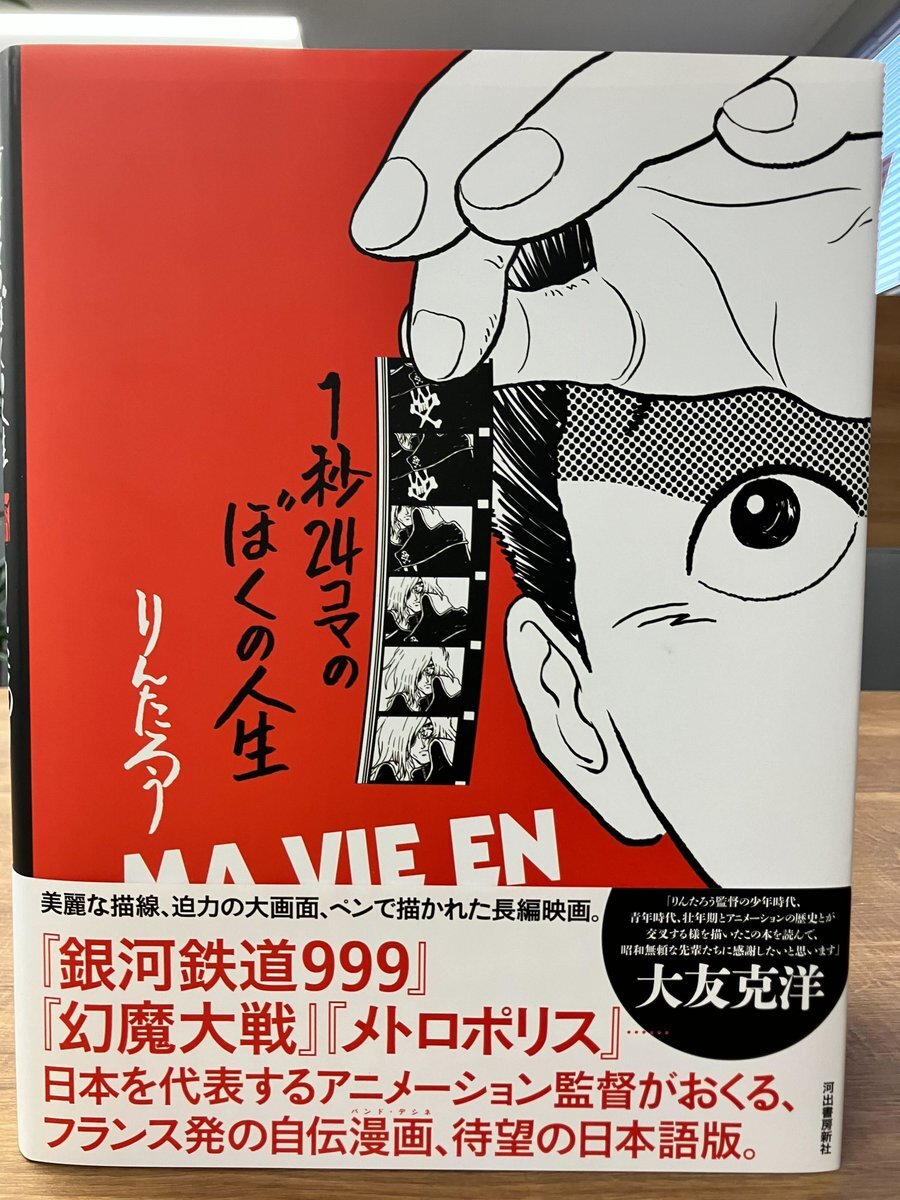 1秒24コマの
ぼくの人生
りんたろう
MA VIE EN
美麗な描線、迫力の大画面、ペンで描かれた長編映画。
『銀河鉄道999』
『幻魔大戦』『メトロポリス』……
日本を代表するアニメーション監督がおくる、
バンド・デシネ
フランス発の自伝漫画、待望の日本語版。
「りんたろう監督の少年時代、
青年時代、壮年期とアニメーションの歴史とが
交叉する様を描いたこの本を読んで、
昭和無頼な先輩たちに感謝したいと思います」
大友克洋
河出書房新社